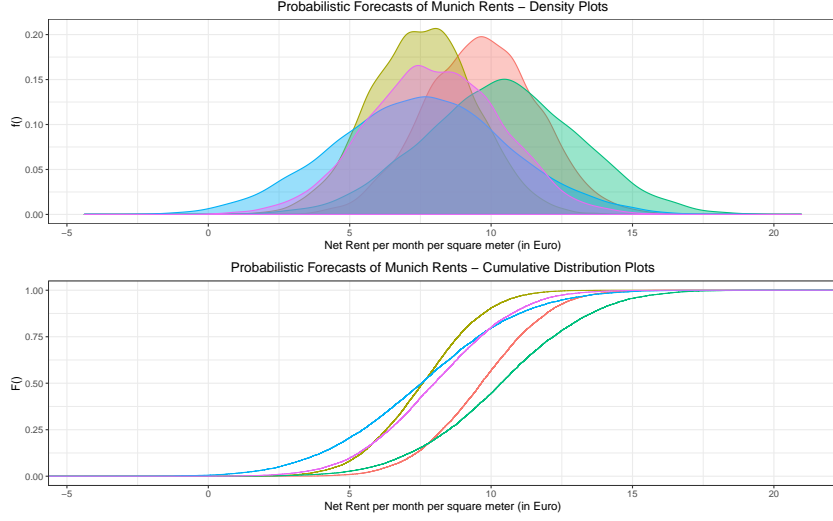 Probabilistic Forecasts of Munich Rents − Density Plots
0.20
0.15
0.10
0.05
0.00
f()
−5 0 5 10 15 20
Net Rent per month per square meter (in Euro)
Probabilistic Forecasts of Munich Rents − Cumulative Distribution Plots
1.00
0.75
0.50
0.25
0.00
F()
−5 0 5 10 15 20
Net Rent per month per square meter (in Euro)